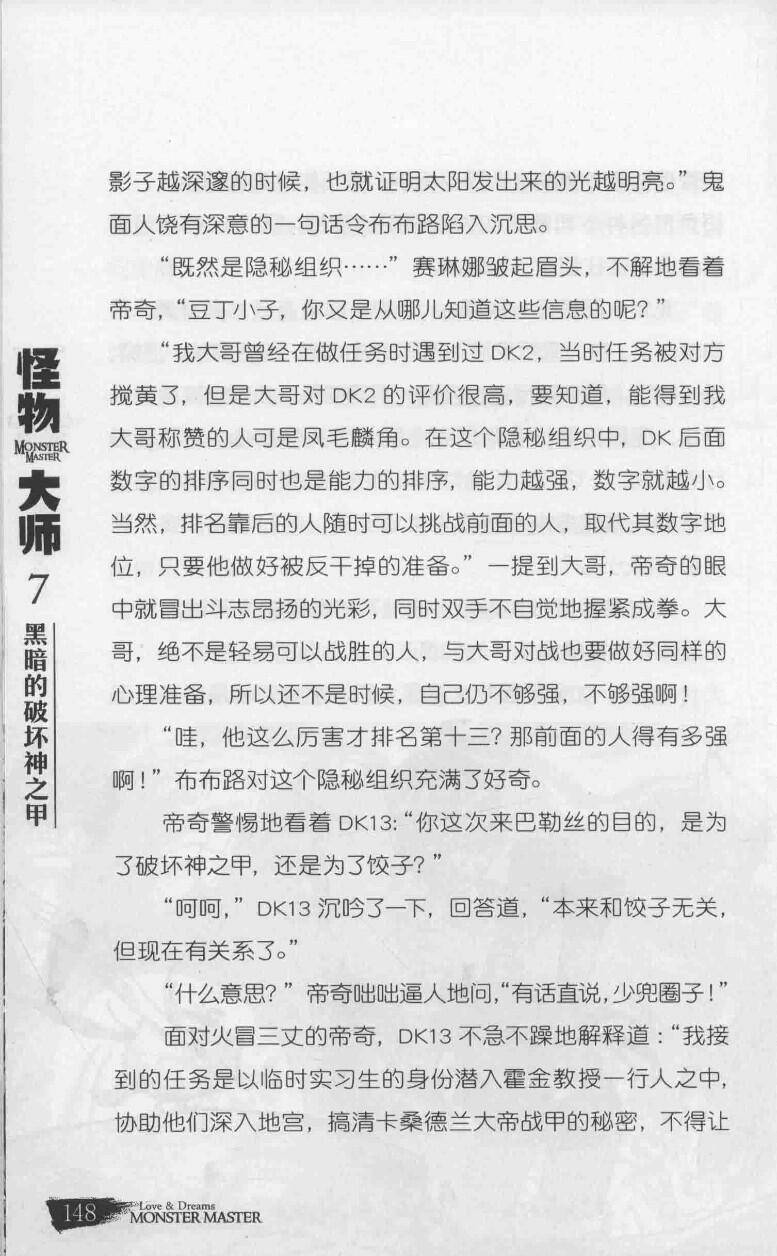 影子越深邃的时候，也就证明太阳发出来的光越明亮。”鬼
面人饶有深意的一句话令布布路陷入沉思。
“既然是隐秘组织……”赛琳娜皱起眉头，不解地看着
帝奇，“豆丁小子，你又是从哪儿知道这些信息的呢？”
“我大哥曾经在做任务时遇到过DK2，当时任务被对方
搅黄了，但是大哥对DK2的评价很高，要知道，能得到我
大哥称赞的人可是凤毛麟角。在这个隐秘组织中，DK后面
数字的排序同时也是能力的排序，能力越强，数字就越小。
当然，排名靠后的人随时可以挑战前面的人，取代其数字地
位，只要他做好被反干掉的准备。”一提到大哥，帝奇的眼
中就冒出斗志昂扬的光彩，同时双手不自觉地握紧成拳。大
哥，绝不是轻易可以战胜的人，与大哥对战也要做好同样的
心理准备，所以还不是时候，自己仍不够强，不够强啊！
“哇，他这么厉害才排名第十三？那前面的人得有多强
啊！”布布路对这个隐秘组织充满了好奇。
帝奇警惕地看着DK13：“你这次来巴勒丝的目的，是为
了破坏神之甲，还是为了饺子？”
“呵呵，”DK13沉吟了一下，回答道，“本来和饺子无关，
但现在有关系了。”
“什么意思？”帝奇咄咄逼人地问，“有话直说，少兜圈子！”
面对火冒三丈的帝奇，DK13不急不躁地解释道：“我接
到的任务是以临时实习生的身份潜入霍金教授一行人之中，
协助他们深入地宫，搞清卡桑德兰大帝战甲的秘密，不得让
怪物
MONSTER
MASTER
大师
7
黑暗的破坏神之甲
148
Love & Dreams
MONSTER MASTER